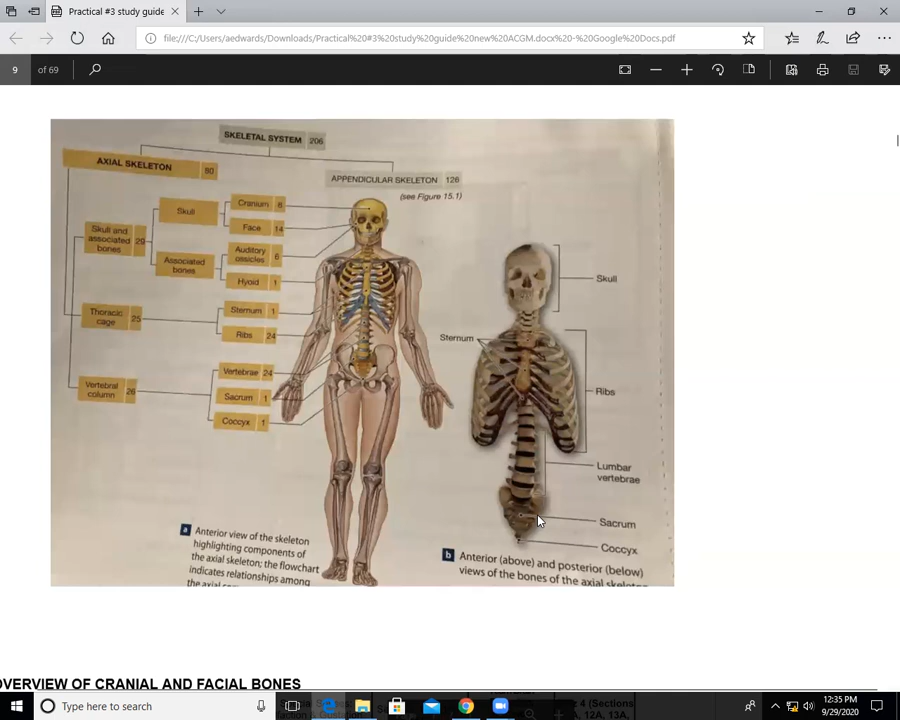 Practical #3 study guide
file:///C:/Users/aedwards/Downloads/Practical%20#3%20study%20guide%20new%20ACGM.docx%20-%20Google%20Docs.pdf
9 of 69
SKELETAL SYSTEM 206
AXIAL SKELETON 80
APPENDICULAR SKELETON 126
(see Figure 15.1)
Skull and
associated
bones
29
Skull
Cranium 8
Face 14
Associated
bones
Auditory
ossicles
6
Hyoid 1
Thoracic
cage
25
Sternum 1
Ribs 24
Vertebral
column
26
Vertebrae 24
Sacrum 1
Coccyx 1
Skull
Sternum
Ribs
Lumbar
vertebrae
Sacrum
Coccyx
a Anterior view of the skeleton
highlighting components of
the axial skeleton; the flowchart
indicates relationships among
b Anterior (above) and posterior (below)
views of the bones of the axial
OVERVIEW OF CRANIAL AND FACIAL BONES
4 (Sections
12A, 13A,
Type here to search
12:35 PM
9/29/2020